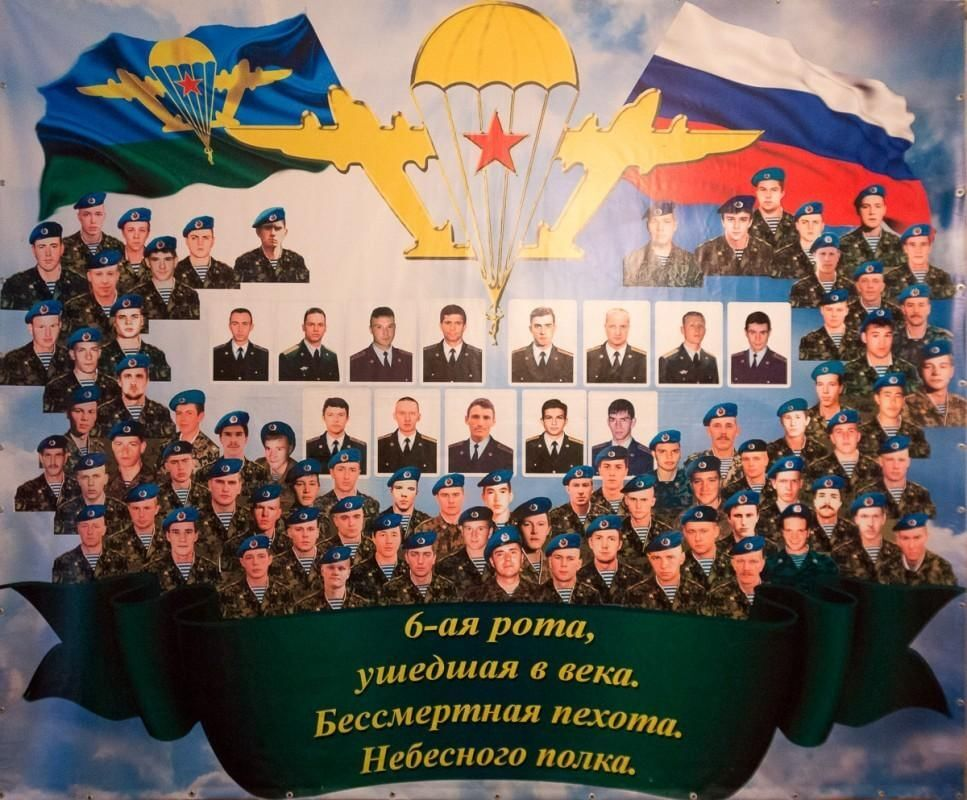 6-ая рота,
ушедшая в века.
Бессмертная пехота.
Небесного полка.